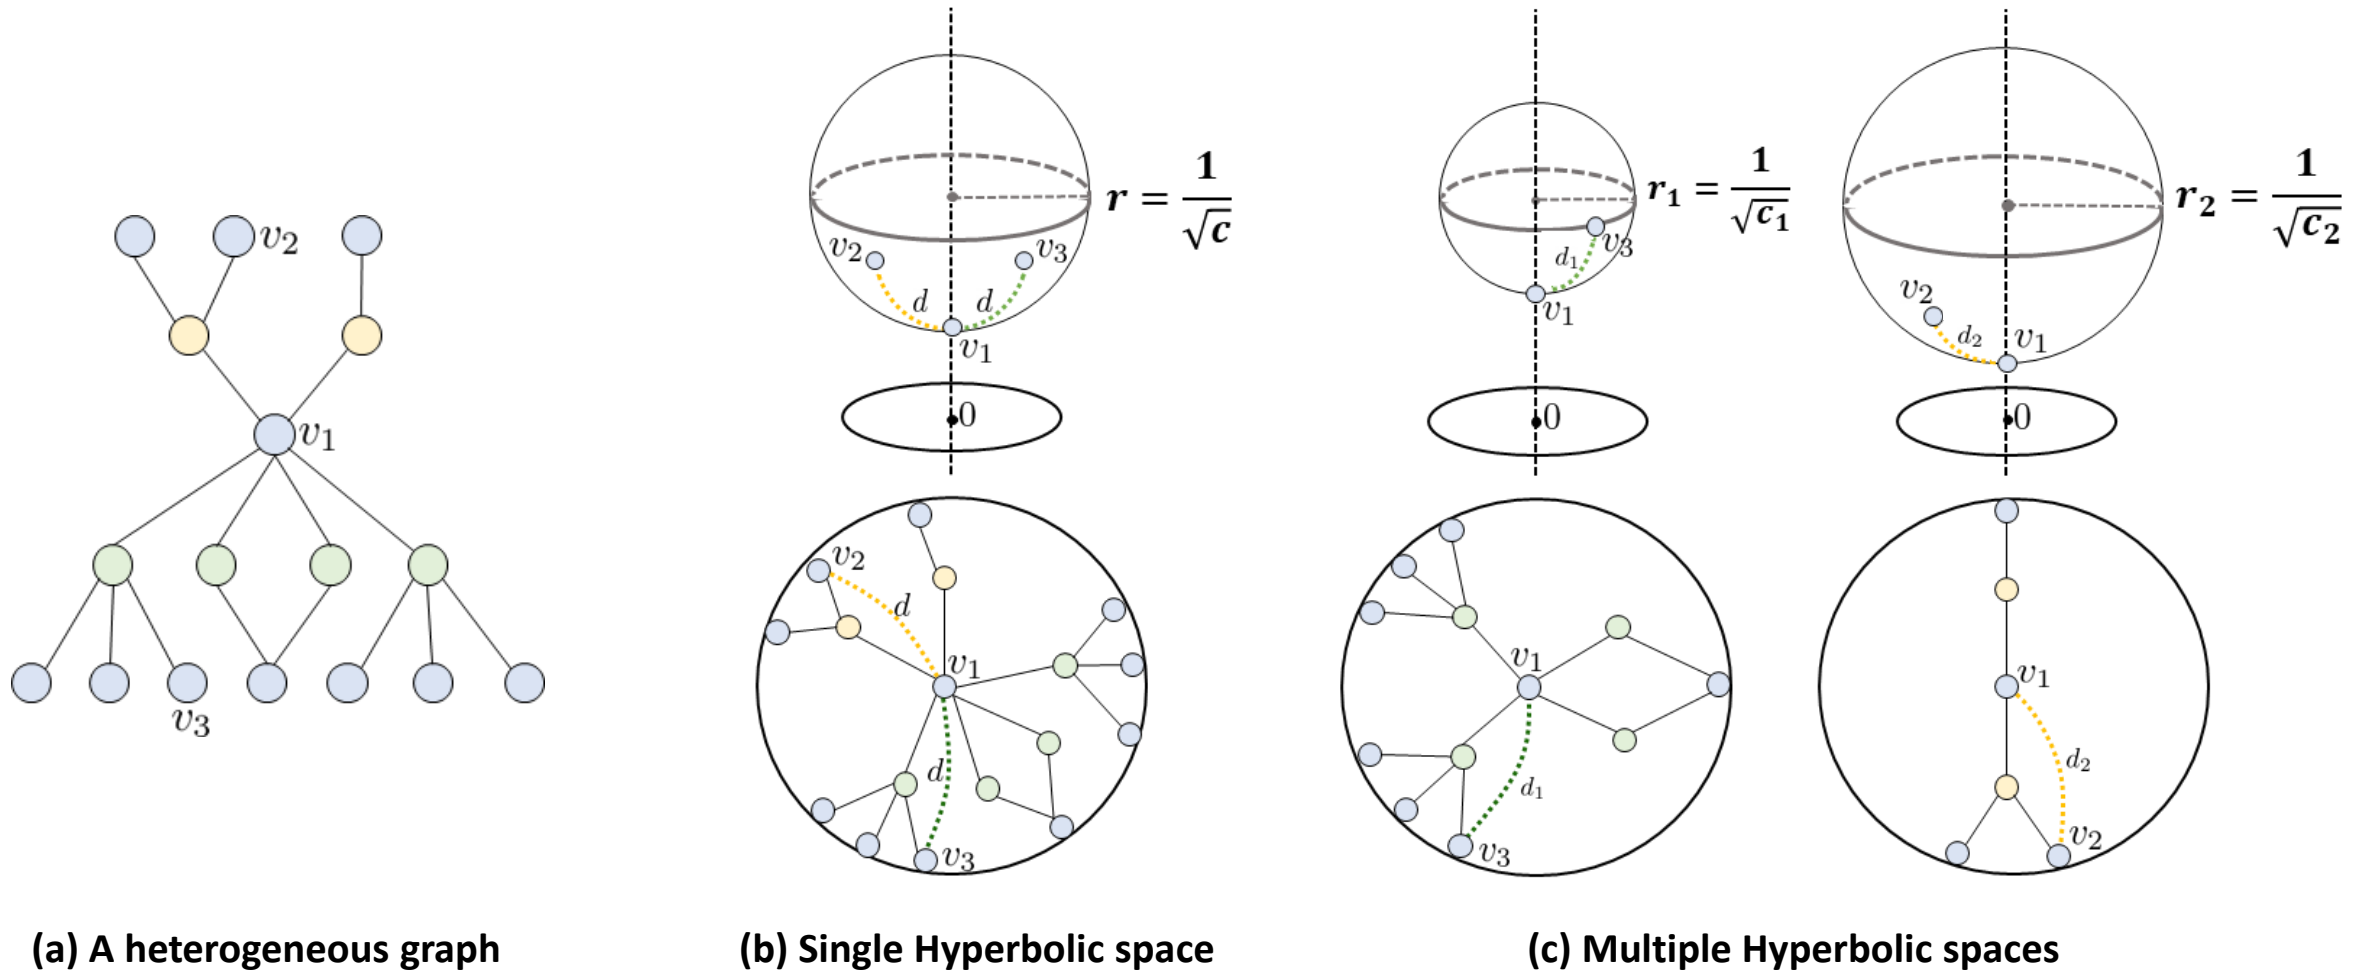 v₂
v₁
v₃
(a) A heterogeneous graph
r = 1/√c
v₂
v₃
d
d
v₁
0
v₂
d
v₁
d
v₃
(b) Single Hyperbolic space
r₁ = 1/√c₁
v₃
d₁
v₁
0
r₂ = 1/√c₂
v₂
d₂
v₁
0
v₁
d₁
v₃
v₁
d₂
v₂
(c) Multiple Hyperbolic spaces